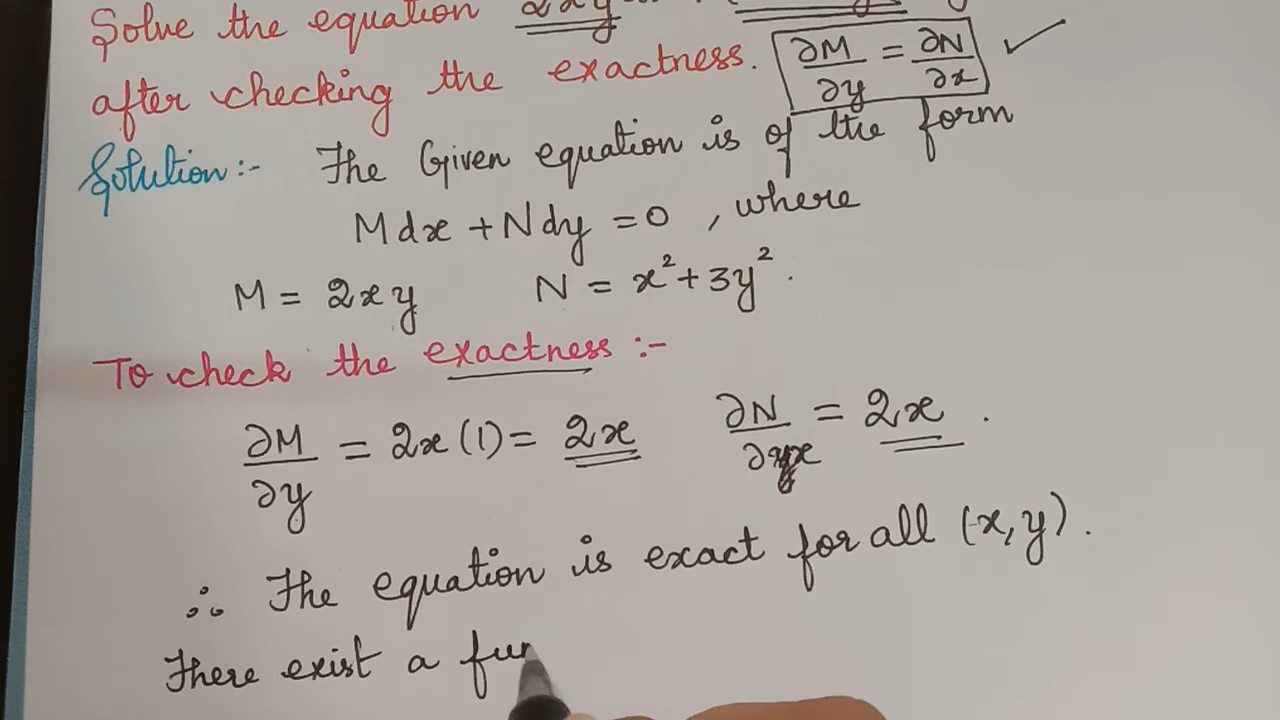 Solve the equation
after checking the exactness. ∂M/∂y = ∂N/∂x ✓
Solution:- The Given equation is of the form
Mdx + Ndy = 0 , where
M = 2xy N = x² + 3y² .
To check the exactness :-
∂M/∂y = 2x (1) = 2x ∂N/∂x = 2x .
∴ The equation is exact for all (x, y) .
There exist a fun